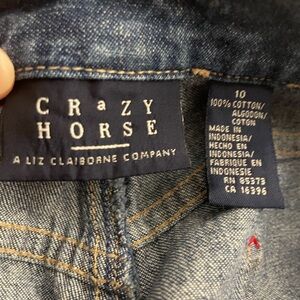 CRaZY
HORSE
A LIZ CLAIBORNE COMPANY
10
100% COTTON/
ALGODON/
COTON
MADE IN
INDONESIA/
HECHO EN
INDONESIA/
FABRIQUE EN
INDONESIE
RN 85373
CA 16396